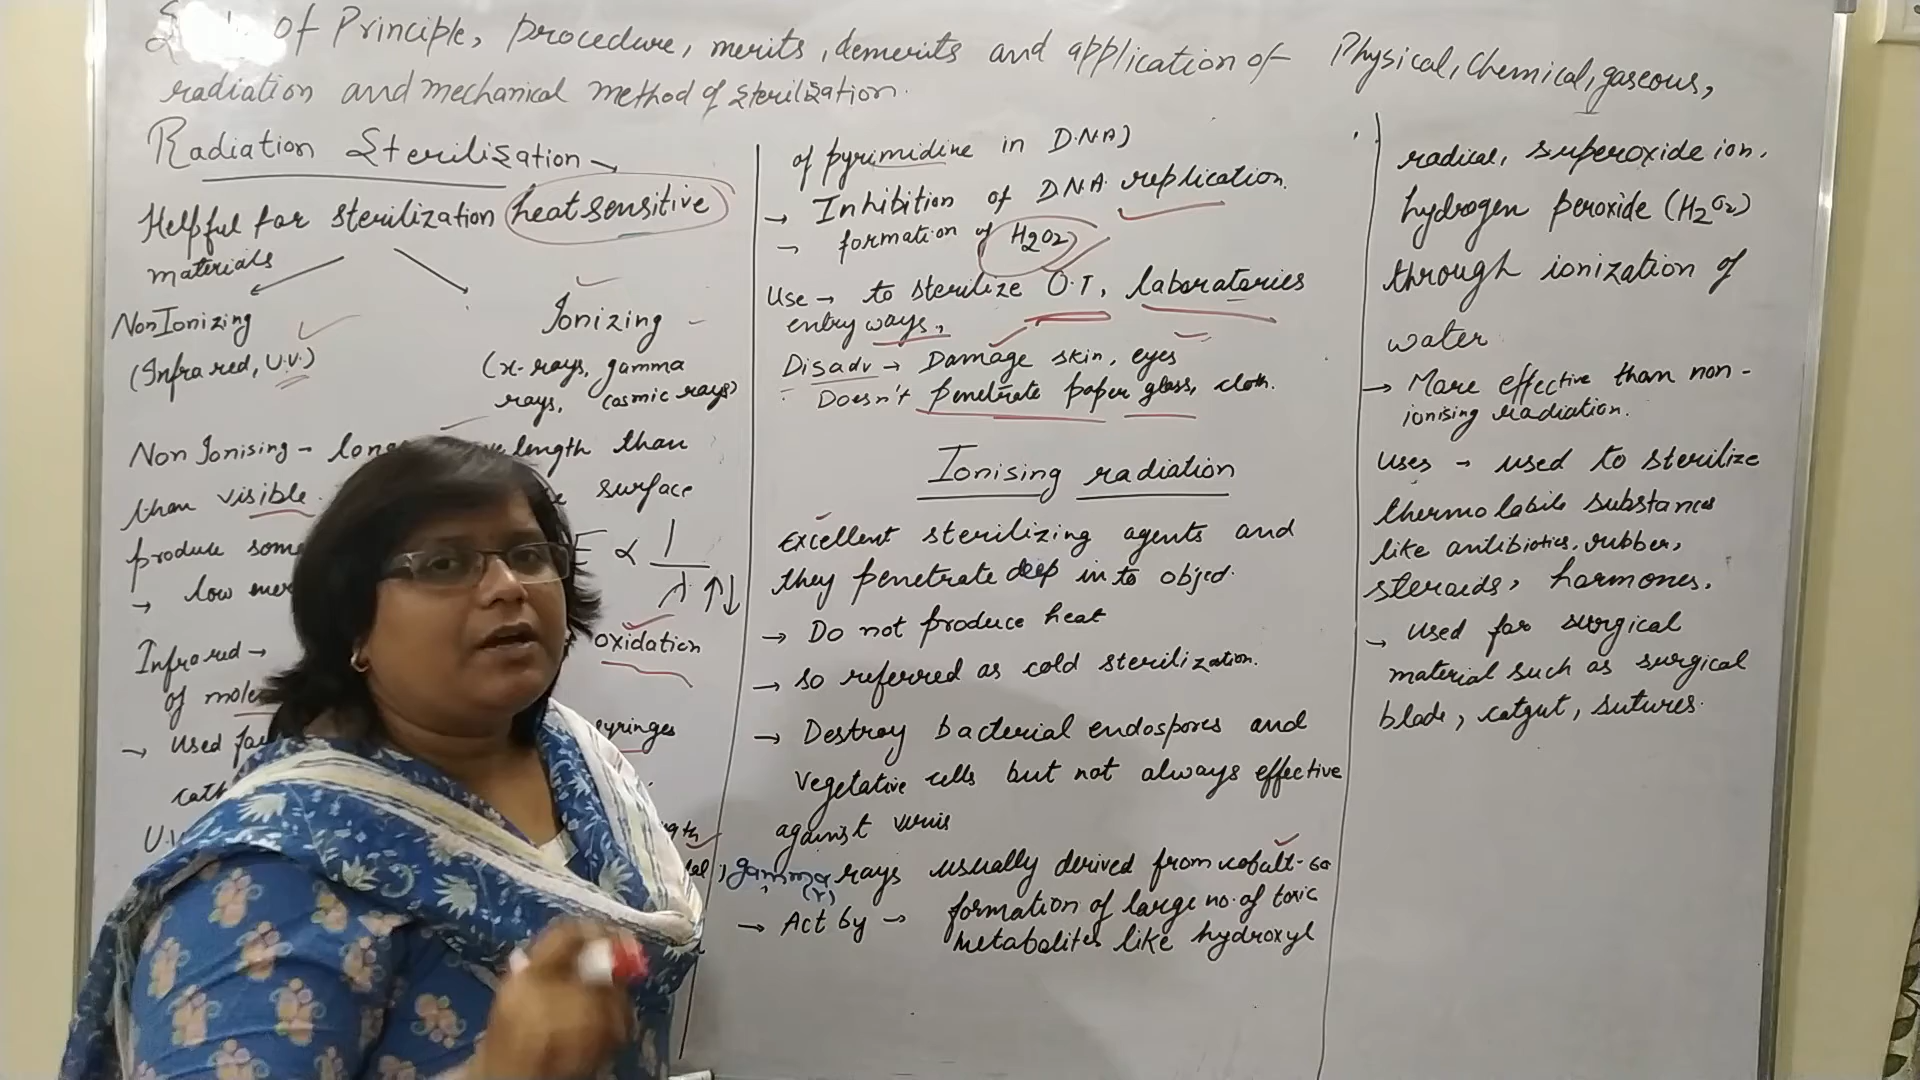 of Principle, procedure, merits, demerits and application of Physical, Chemical, gaseous,
radiation and mechanical method of sterilization.
Radiation Sterilization →
Helpful for sterilization heat sensitive
materials
Non Ionizing
(Infrared, U.V.)
Ionizing
(x-rays, gamma
rays, cosmic rays)
Non Ionising - length than
than visible. surface
produce some
→ low E ∝ 1/λ ↑↓
Infrared → oxidation
of
→ Used syringes
U.V.
of pyrimidine in D.N.A)
→ Inhibition of D.N.A. replication.
→ formation of H2O2)
Use → to sterilize O.T, laboratories
entry ways,
Disadv → Damage skin, eyes
Doesn't penetrate paper glass, cloth.
Ionising radiation
Excellent sterilizing agents and
they penetrate deep in to object.
→ Do not produce heat
→ so referred as cold sterilization.
→ Destroy bacterial endospores and
vegetative cells but not always effective
against virus
gamma rays usually derived from cobalt-60
(γ)
→ Act by → formation of large no. of toxic
metabolites like hydroxyl
radical, superoxide ion.
hydrogen peroxide (H2O2)
through ionization of
water
→ More effective than non-
ionising radiation.
Uses → used to sterilize
thermolabile substances
like antibiotics, rubber,
steroids, hormones.
→ Used for surgical
material such as surgical
blade, catgut, sutures.